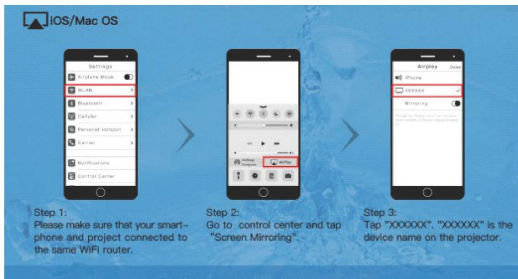 iOS/Mac OS
Settings
Airplane Mode
WLAN
Bluetooth
Cellular
Personal Hotspot
Carrier
Notifications
Control Center
AirPlay
Airplay
Done
iPhone
XXXXXX
Mirroring
Step 1:
Please make sure that your smart-
phone and project connected to
the same WiFi router.
Step 2:
Go to control center and tap
"Screen Mirroring".
Step 3:
Tap "XXXXXX". "XXXXXX" is the
device name on the projector.